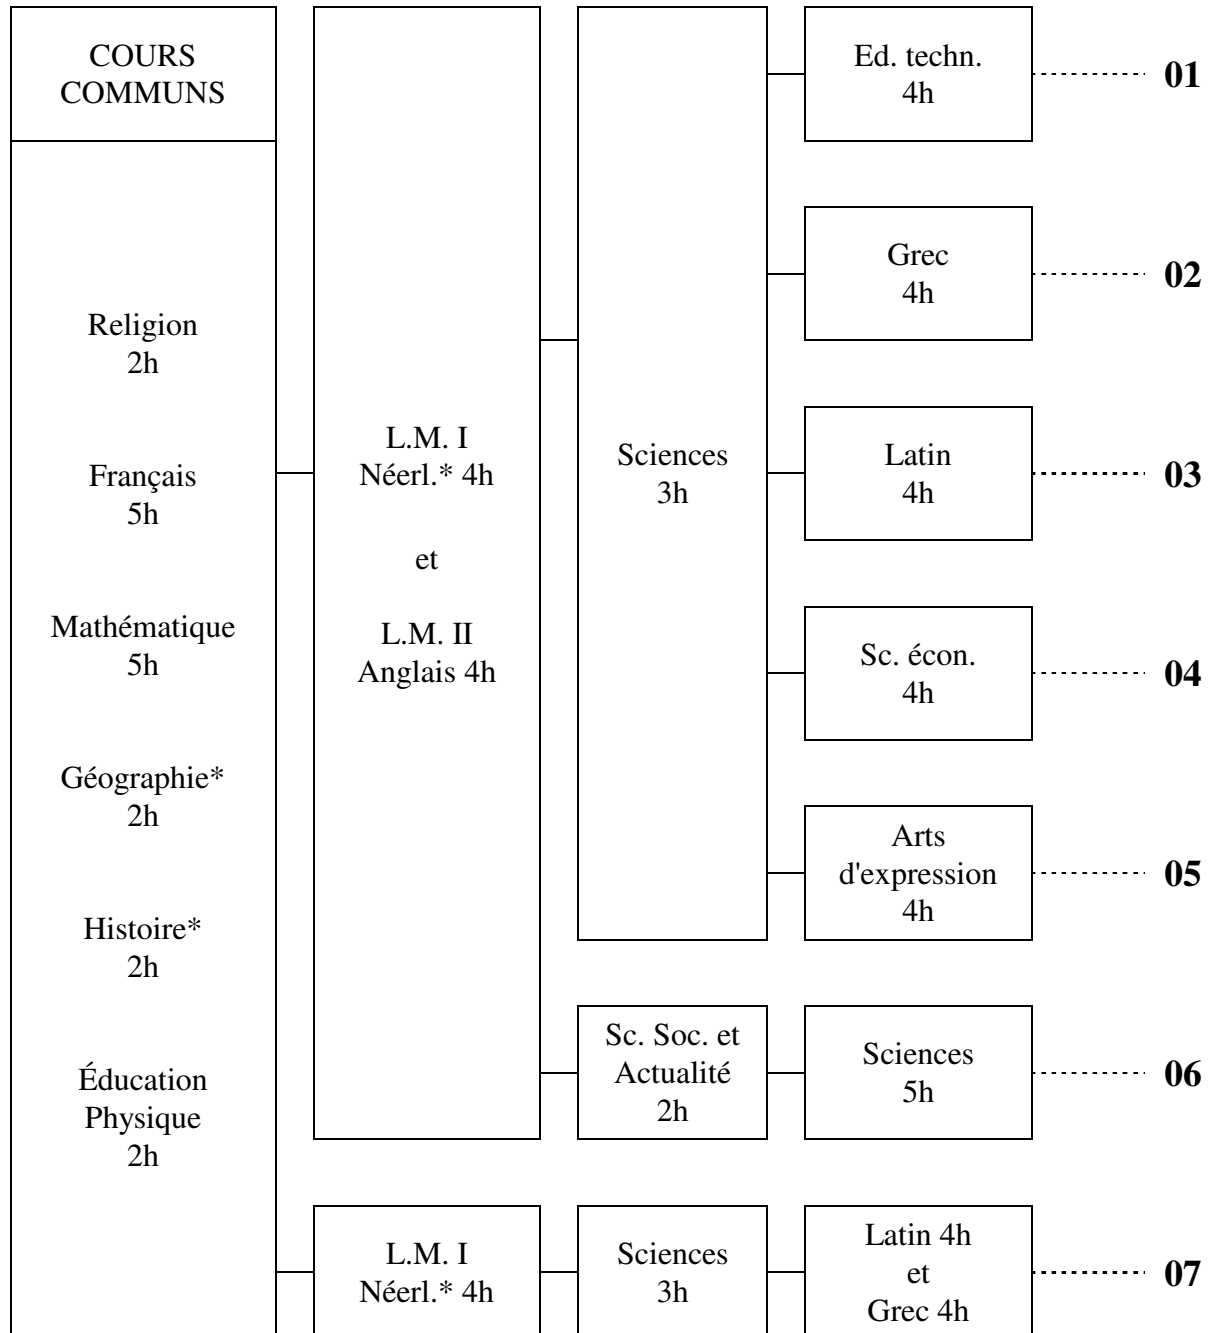 COURS
COMMUNS
Religion
2h
Français
5h
Mathématique
5h
Géographie*
2h
Histoire*
2h
Éducation
Physique
2h
L.M. I
Néerl.* 4h
et
L.M. II
Anglais 4h
Sciences
3h
Ed. techn.
4h
01
Grec
4h
02
Latin
4h
03
Sc. écon.
4h
04
Arts
d'expression
4h
05
Sc. Soc. et
Actualité
2h
Sciences
5h
06
L.M. I
Néerl.* 4h
Sciences
3h
Latin 4h
et
Grec 4h
07